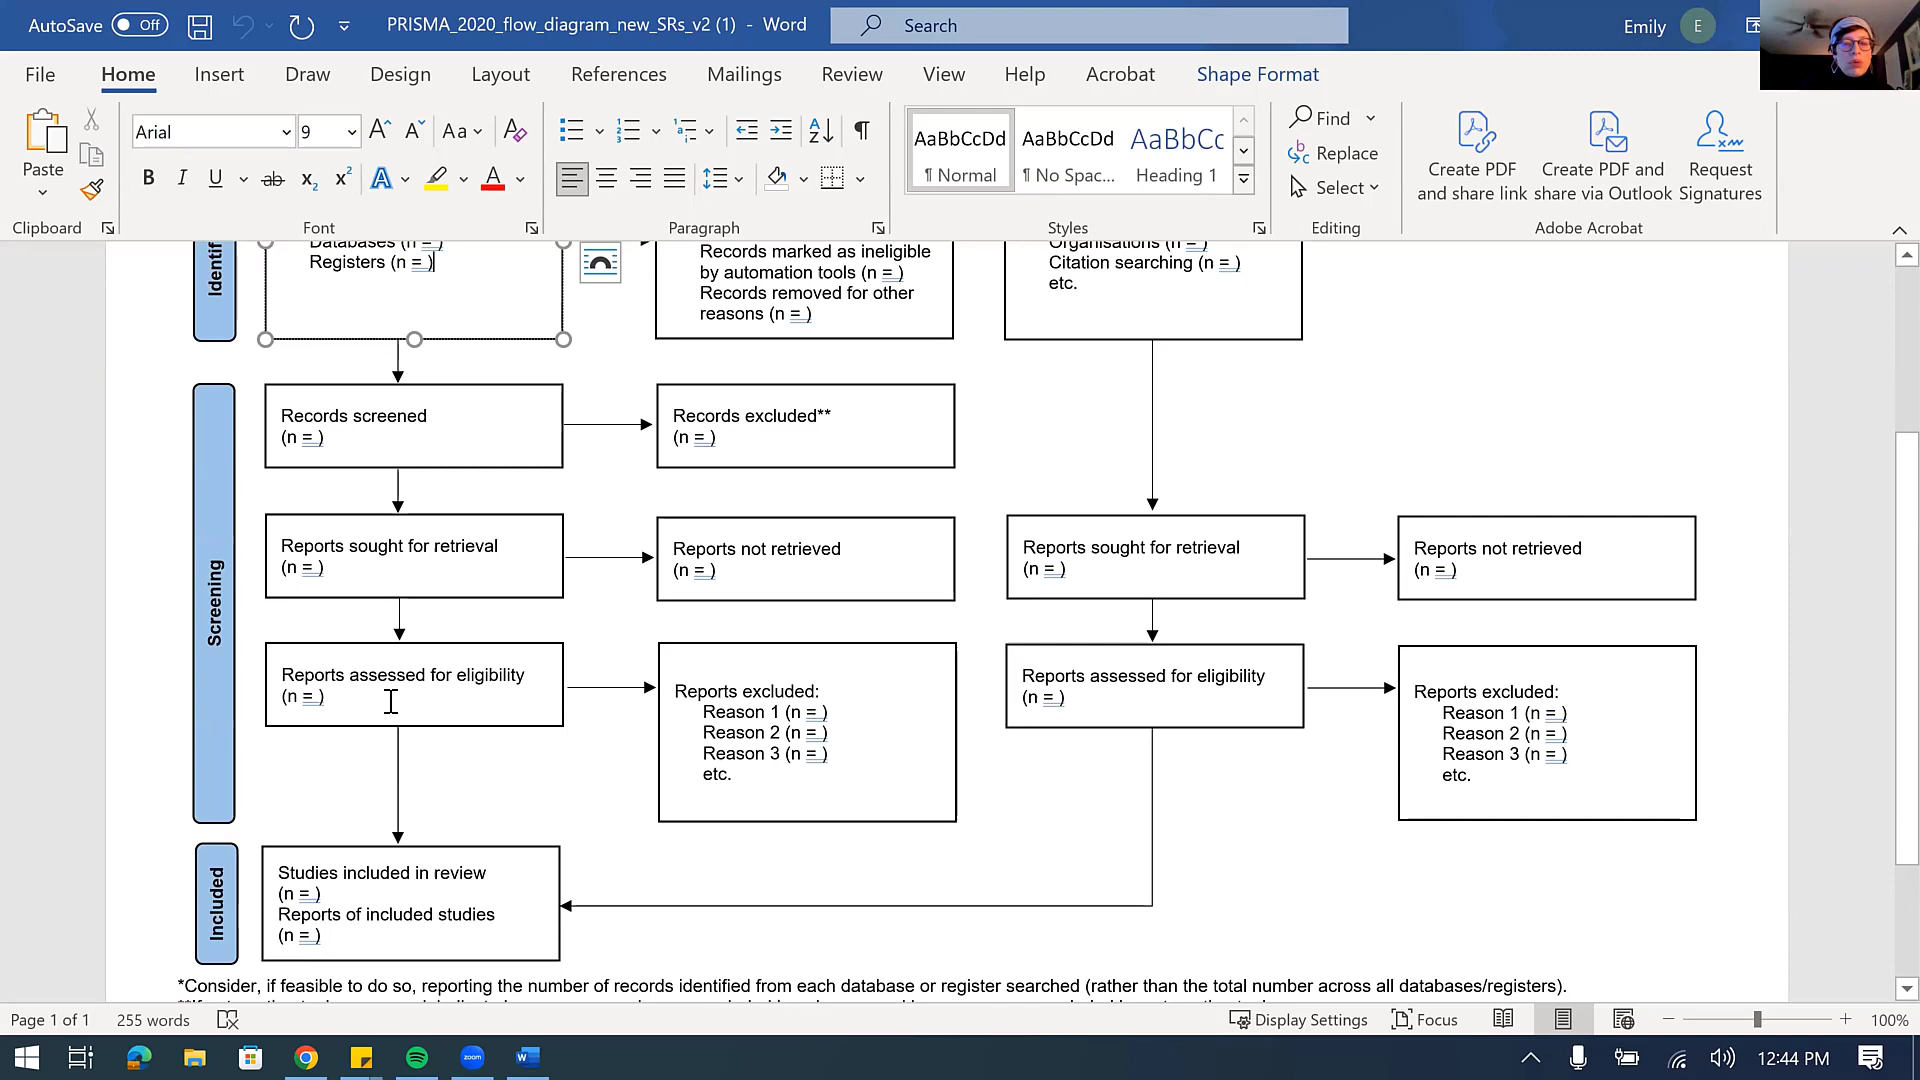 AutoSave Off
PRISMA_2020_flow_diagram_new_SRs_v2 (1) - Word
Search
Emily E
File Home Insert Draw Design Layout References Mailings Review View Help Acrobat Shape Format
Paste
Clipboard
Arial 9
Font
Paragraph
AaBbCcDd AaBbCcDd AaBbCc
¶ Normal ¶ No Spac... Heading 1
Styles
Find
Replace
Select
Editing
Create PDF and share link
Create PDF and share via Outlook
Request Signatures
Adobe Acrobat
Identif
Databases (n = )
Registers (n = )
Records marked as ineligible
by automation tools (n = )
Records removed for other
reasons (n = )
Organisations (n = )
Citation searching (n = )
etc.
Screening
Records screened
(n = )
Records excluded**
(n = )
Reports sought for retrieval
(n = )
Reports not retrieved
(n = )
Reports sought for retrieval
(n = )
Reports not retrieved
(n = )
Reports assessed for eligibility
(n = )
Reports excluded:
Reason 1 (n = )
Reason 2 (n = )
Reason 3 (n = )
etc.
Reports assessed for eligibility
(n = )
Reports excluded:
Reason 1 (n = )
Reason 2 (n = )
Reason 3 (n = )
etc.
Included
Studies included in review
(n = )
Reports of included studies
(n = )
*Consider, if feasible to do so, reporting the number of records identified from each database or register searched (rather than the total number across all databases/registers).
Page 1 of 1 255 words
Display Settings Focus 100%
zoom
12:44 PM